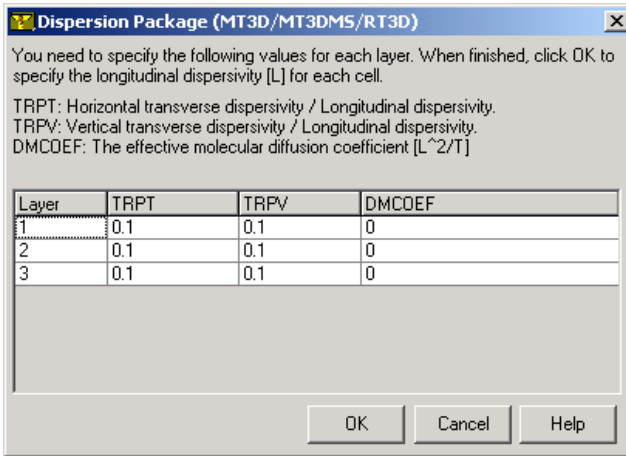 Dispersion Package (MT3D/MT3DMS/RT3D)
You need to specify the following values for each layer. When finished, click OK to
specify the longitudinal dispersivity [L] for each cell.
TRPT: Horizontal transverse dispersivity / Longitudinal dispersivity.
TRPV: Vertical transverse dispersivity / Longitudinal dispersivity.
DMCOEF: The effective molecular diffusion coefficient [L^2/T]
Layer TRPT TRPV DMCOEF
1 0.1 0.1 0
2 0.1 0.1 0
3 0.1 0.1 0
OK Cancel Help